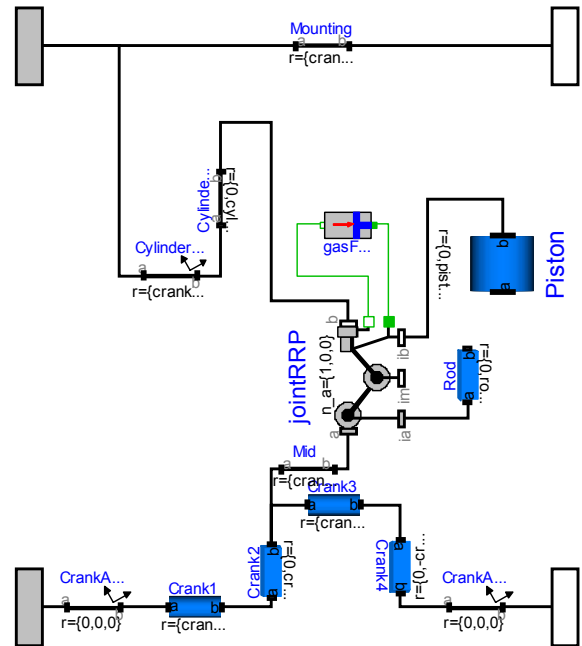 Mounting
a
b
r={cran...
Cylinde...
b
a
r={0,cyl...
Cylinder...
a
b
r={crank...
gasF...
r={0,pist...
b
a
Piston
b
ib
jointRRP
n_a={1,0,0}
im
Rod
b
a
r={0,ro...
a
ia
Mid
a
b
r={cran...
Crank3
a
b
r={cran...
Crank2
b
a
r={0,cr...
Crank4
a
b
r={0,-cr...
CrankA...
a
b
r={0,0,0}
Crank1
a
b
r={cran...
CrankA...
a
b
r={0,0,0}